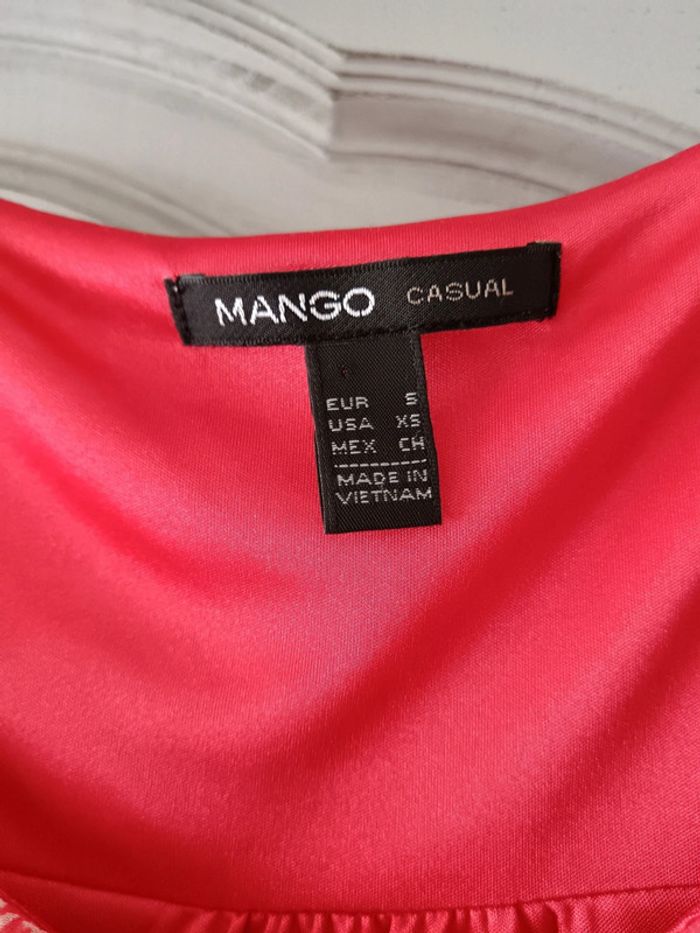 MANGO CASUAL
EUR S
USA XS
MEX CH
MADE IN
VIETNAM